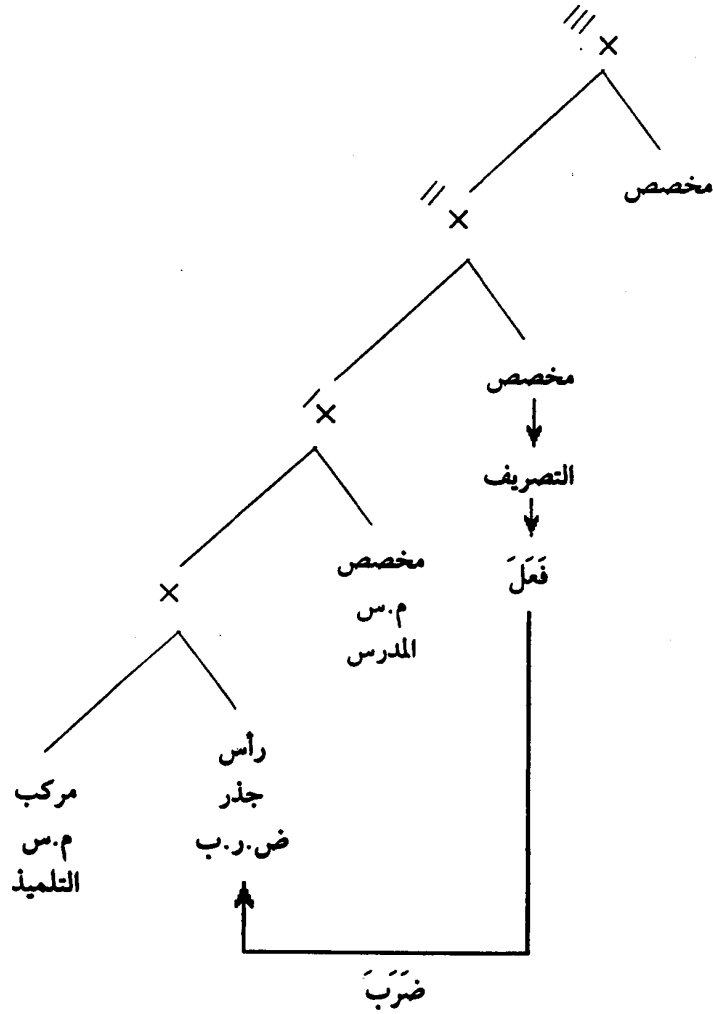 ×///
مخصص
×//
مخصص
التصريف
فَعَلَ
×/
مخصص
م.س
المدرس
×
رأس
جذر
ض.ر.ب
مركب
م.س
التلميذ
ضَرَبَ